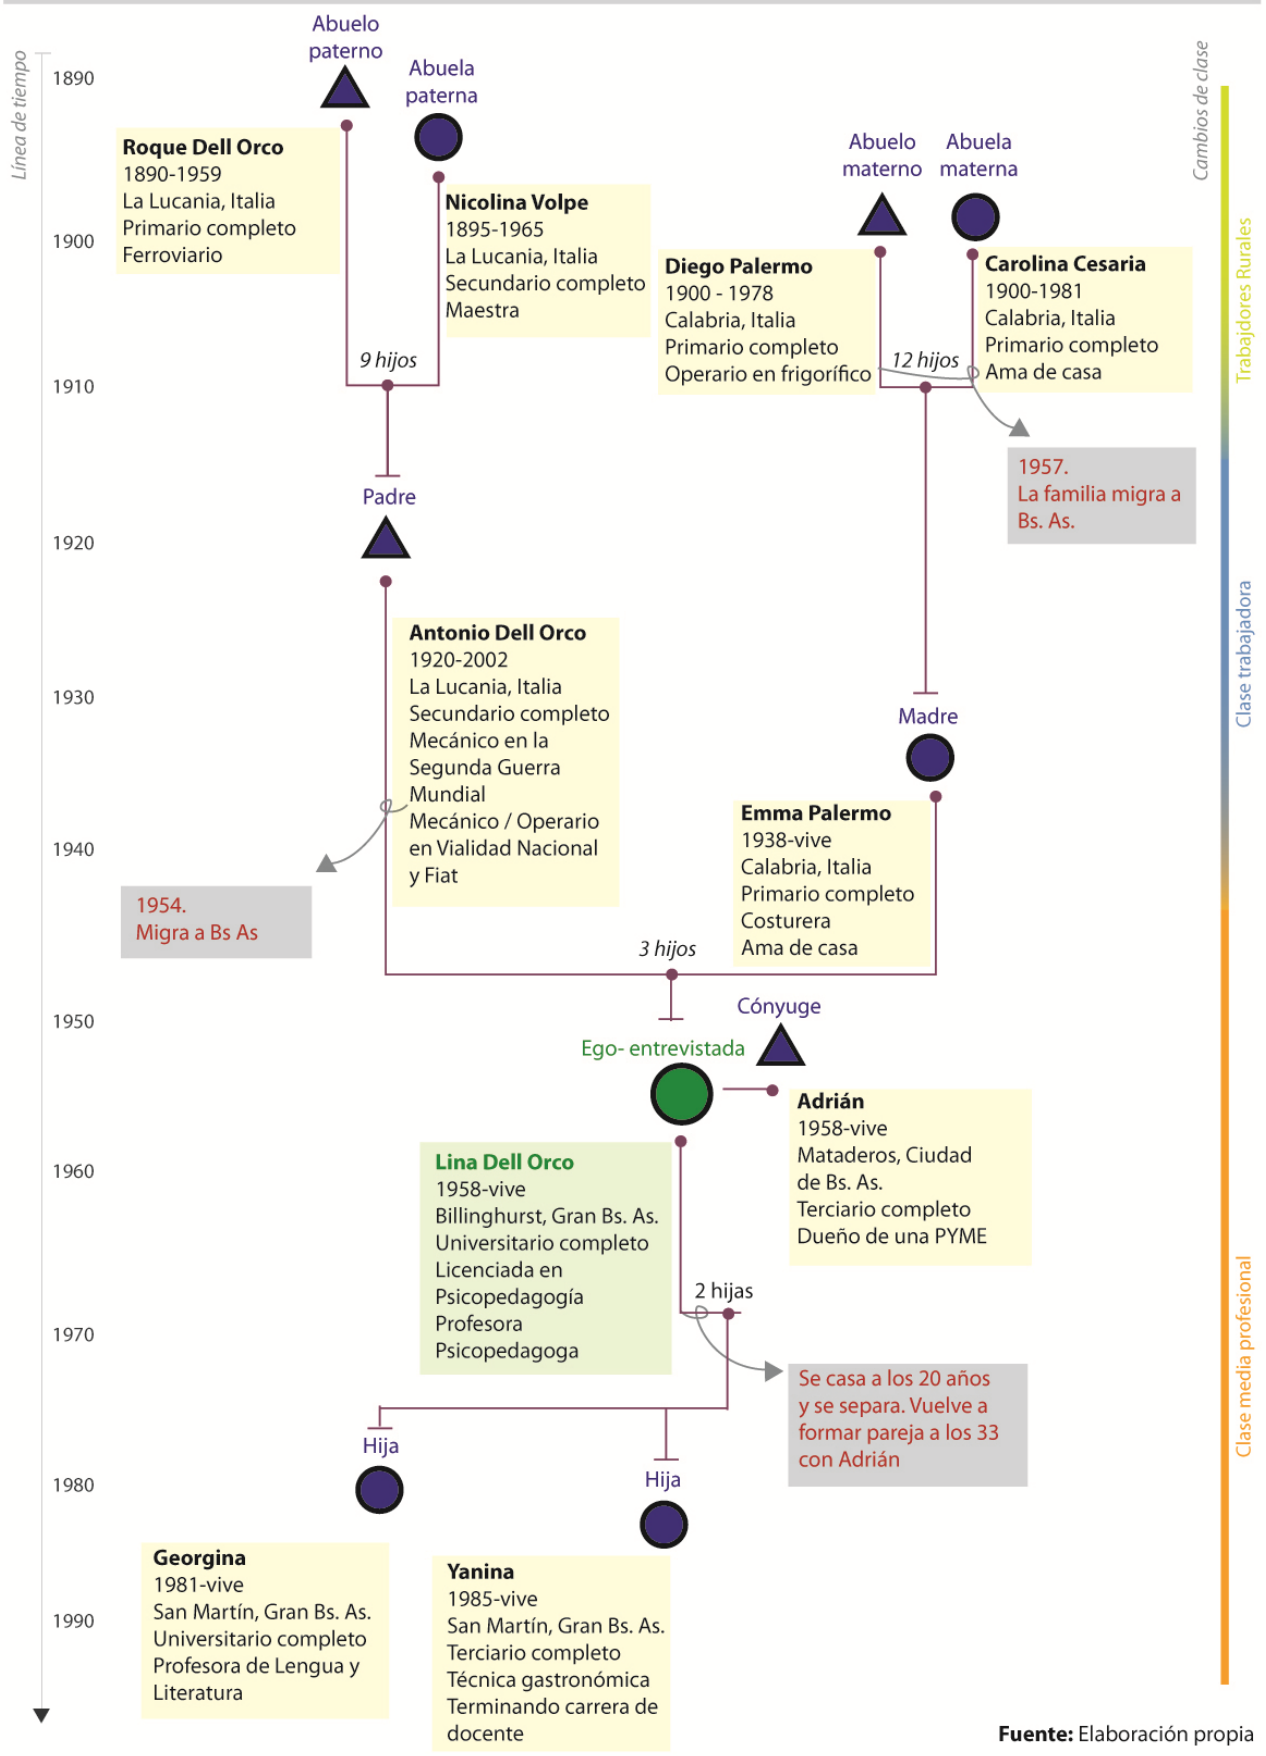 Línea de tiempo
Cambios de clase
1890
1900
1910
1920
1930
1940
1950
1960
1970
1980
1990
Abuelo
paterno
Abuela
paterna
Roque Dell Orco
1890-1959
La Lucania, Italia
Primario completo
Ferroviario
Nicolina Volpe
1895-1965
La Lucania, Italia
Secundario completo
Maestra
9 hijos
Abuelo
materno
Abuela
materna
Diego Palermo
1900 - 1978
Calabria, Italia
Primario completo
Operario en frigorífico
Carolina Cesaria
1900-1981
Calabria, Italia
Primario completo
Ama de casa
12 hijos
1957.
La familia migra a
Bs. As.
Padre
Antonio Dell Orco
1920-2002
La Lucania, Italia
Secundario completo
Mecánico en la
Segunda Guerra
Mundial
Mecánico / Operario
en Vialidad Nacional
y Fiat
1954.
Migra a Bs As
Madre
Emma Palermo
1938-vive
Calabria, Italia
Primario completo
Costurera
Ama de casa
3 hijos
Cónyuge
Ego- entrevistada
Adrián
1958-vive
Mataderos, Ciudad
de Bs. As.
Terciario completo
Dueño de una PYME
Lina Dell Orco
1958-vive
Billinghurst, Gran Bs. As.
Universitario completo
Licenciada en
Psicopedagogía
Profesora
Psicopedagoga
2 hijas
Se casa a los 20 años
y se separa. Vuelve a
formar pareja a los 33
con Adrián
Hija
Hija
Georgina
1981-vive
San Martín, Gran Bs. As.
Universitario completo
Profesora de Lengua y
Literatura
Yanina
1985-vive
San Martín, Gran Bs. As.
Terciario completo
Técnica gastronómica
Terminando carrera de
docente
Trabajdores Rurales
Clase trabajadora
Clase media profesional
Fuente: Elaboración propia